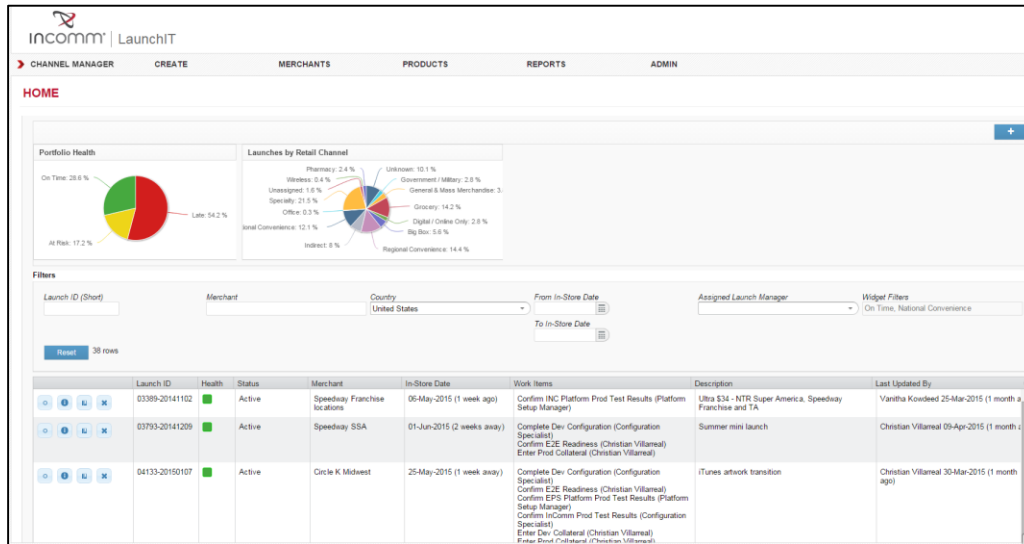 incomm® | LaunchIT
CHANNEL MANAGER CREATE MERCHANTS PRODUCTS REPORTS ADMIN
HOME
+
Portfolio Health
On Time: 28.6 %
Late: 54.2 %
At Risk: 17.2 %
Launches by Retail Channel
Pharmacy: 2.4 %
Wireless: 0.4 %
Unassigned: 1.6 %
Specialty: 21.5 %
Office: 0.3 %
ional Convenience: 12.1 %
Indirect: 8 %
Unknown: 10.1 %
Government / Military: 2.8 %
General & Mass Merchandise: 3.
Grocery: 14.2 %
Digital / Online Only: 2.6 %
Big Box: 5.6 %
Regional Convenience: 14.4 %
Filters
Launch ID (Short) Merchant Country From In-Store Date Assigned Launch Manager Widget Filters
United States On Time, National Convenience
To In-Store Date
Reset 38 rows
Launch ID Health Status Merchant In-Store Date Work Items Description Last Updated By
03389-20141102 Active Speedway Franchise 06-May-2015 (1 week ago) Confirm INC Platform Prod Test Results (Platform Ultra $34 - NTR Super America, Speedway Vanitha Kowdeed 25-Mar-2015 (1 month a
locations Setup Manager) Franchise and TA
03793-20141209 Active Speedway SSA 01-Jun-2015 (2 weeks away) Complete Dev Configuration (Configuration Summer mini launch Christian Villarreal 09-Apr-2015 (1 month a
Specialist)
Confirm E2E Readiness (Christian Villarreal)
Enter Prod Collateral (Christian Villarreal)
04133-20150107 Active Circle K Midwest 25-May-2015 (1 week away) Complete Dev Configuration (Configuration iTunes artwork transition Christian Villarreal 30-Mar-2015 (1 month
Specialist) ago)
Confirm E2E Readiness (Christian Villarreal)
Confirm EPS Platform Prod Test Results (Platform
Setup Manager)
Confirm InComm Prod Test Results (Configuration
Specialist)
Enter Dev Collateral (Christian Villarreal)
Enter Prod Collateral (Christian Villarreal)